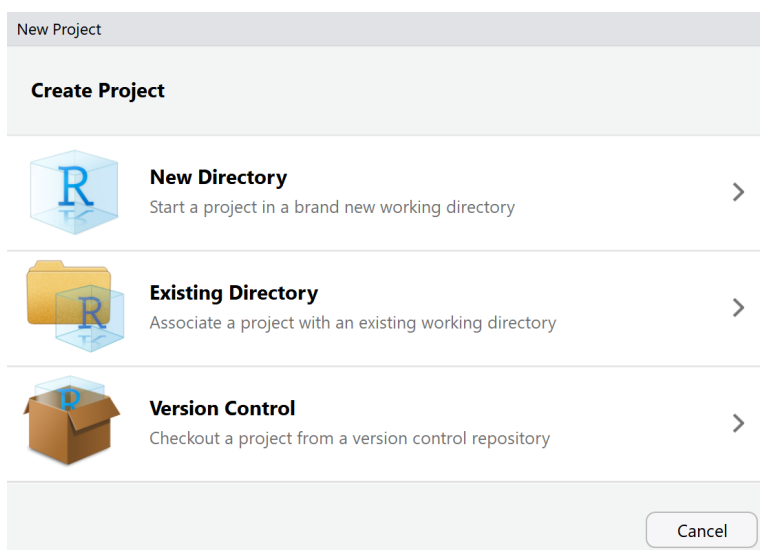 New Project
Create Project
R
New Directory
Start a project in a brand new working directory
R
Existing Directory
Associate a project with an existing working directory
R
Version Control
Checkout a project from a version control repository
Cancel